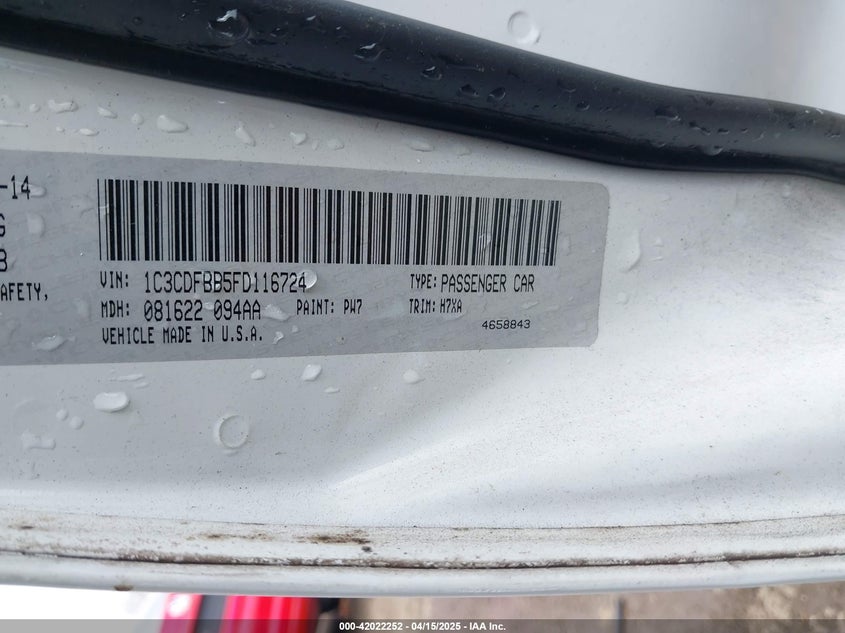 -14
G
8
AFETY,
VIN: 1C3CDFBB5FD116724 TYPE: PASSENGER CAR
MDH: 081622 094AA PAINT: PW7 TRIM: H7XA
VEHICLE MADE IN U.S.A. 4658843
000-42022252 - 04/15/2025 - IAA Inc.